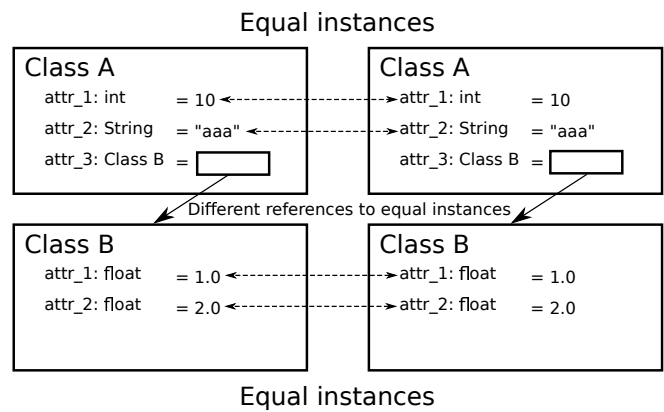 Equal instances
Class A
attr_1: int = 10
attr_2: String = "aaa"
attr_3: Class B =
Class A
attr_1: int = 10
attr_2: String = "aaa"
attr_3: Class B =
Different references to equal instances
Class B
attr_1: float = 1.0
attr_2: float = 2.0
Class B
attr_1: float = 1.0
attr_2: float = 2.0
Equal instances